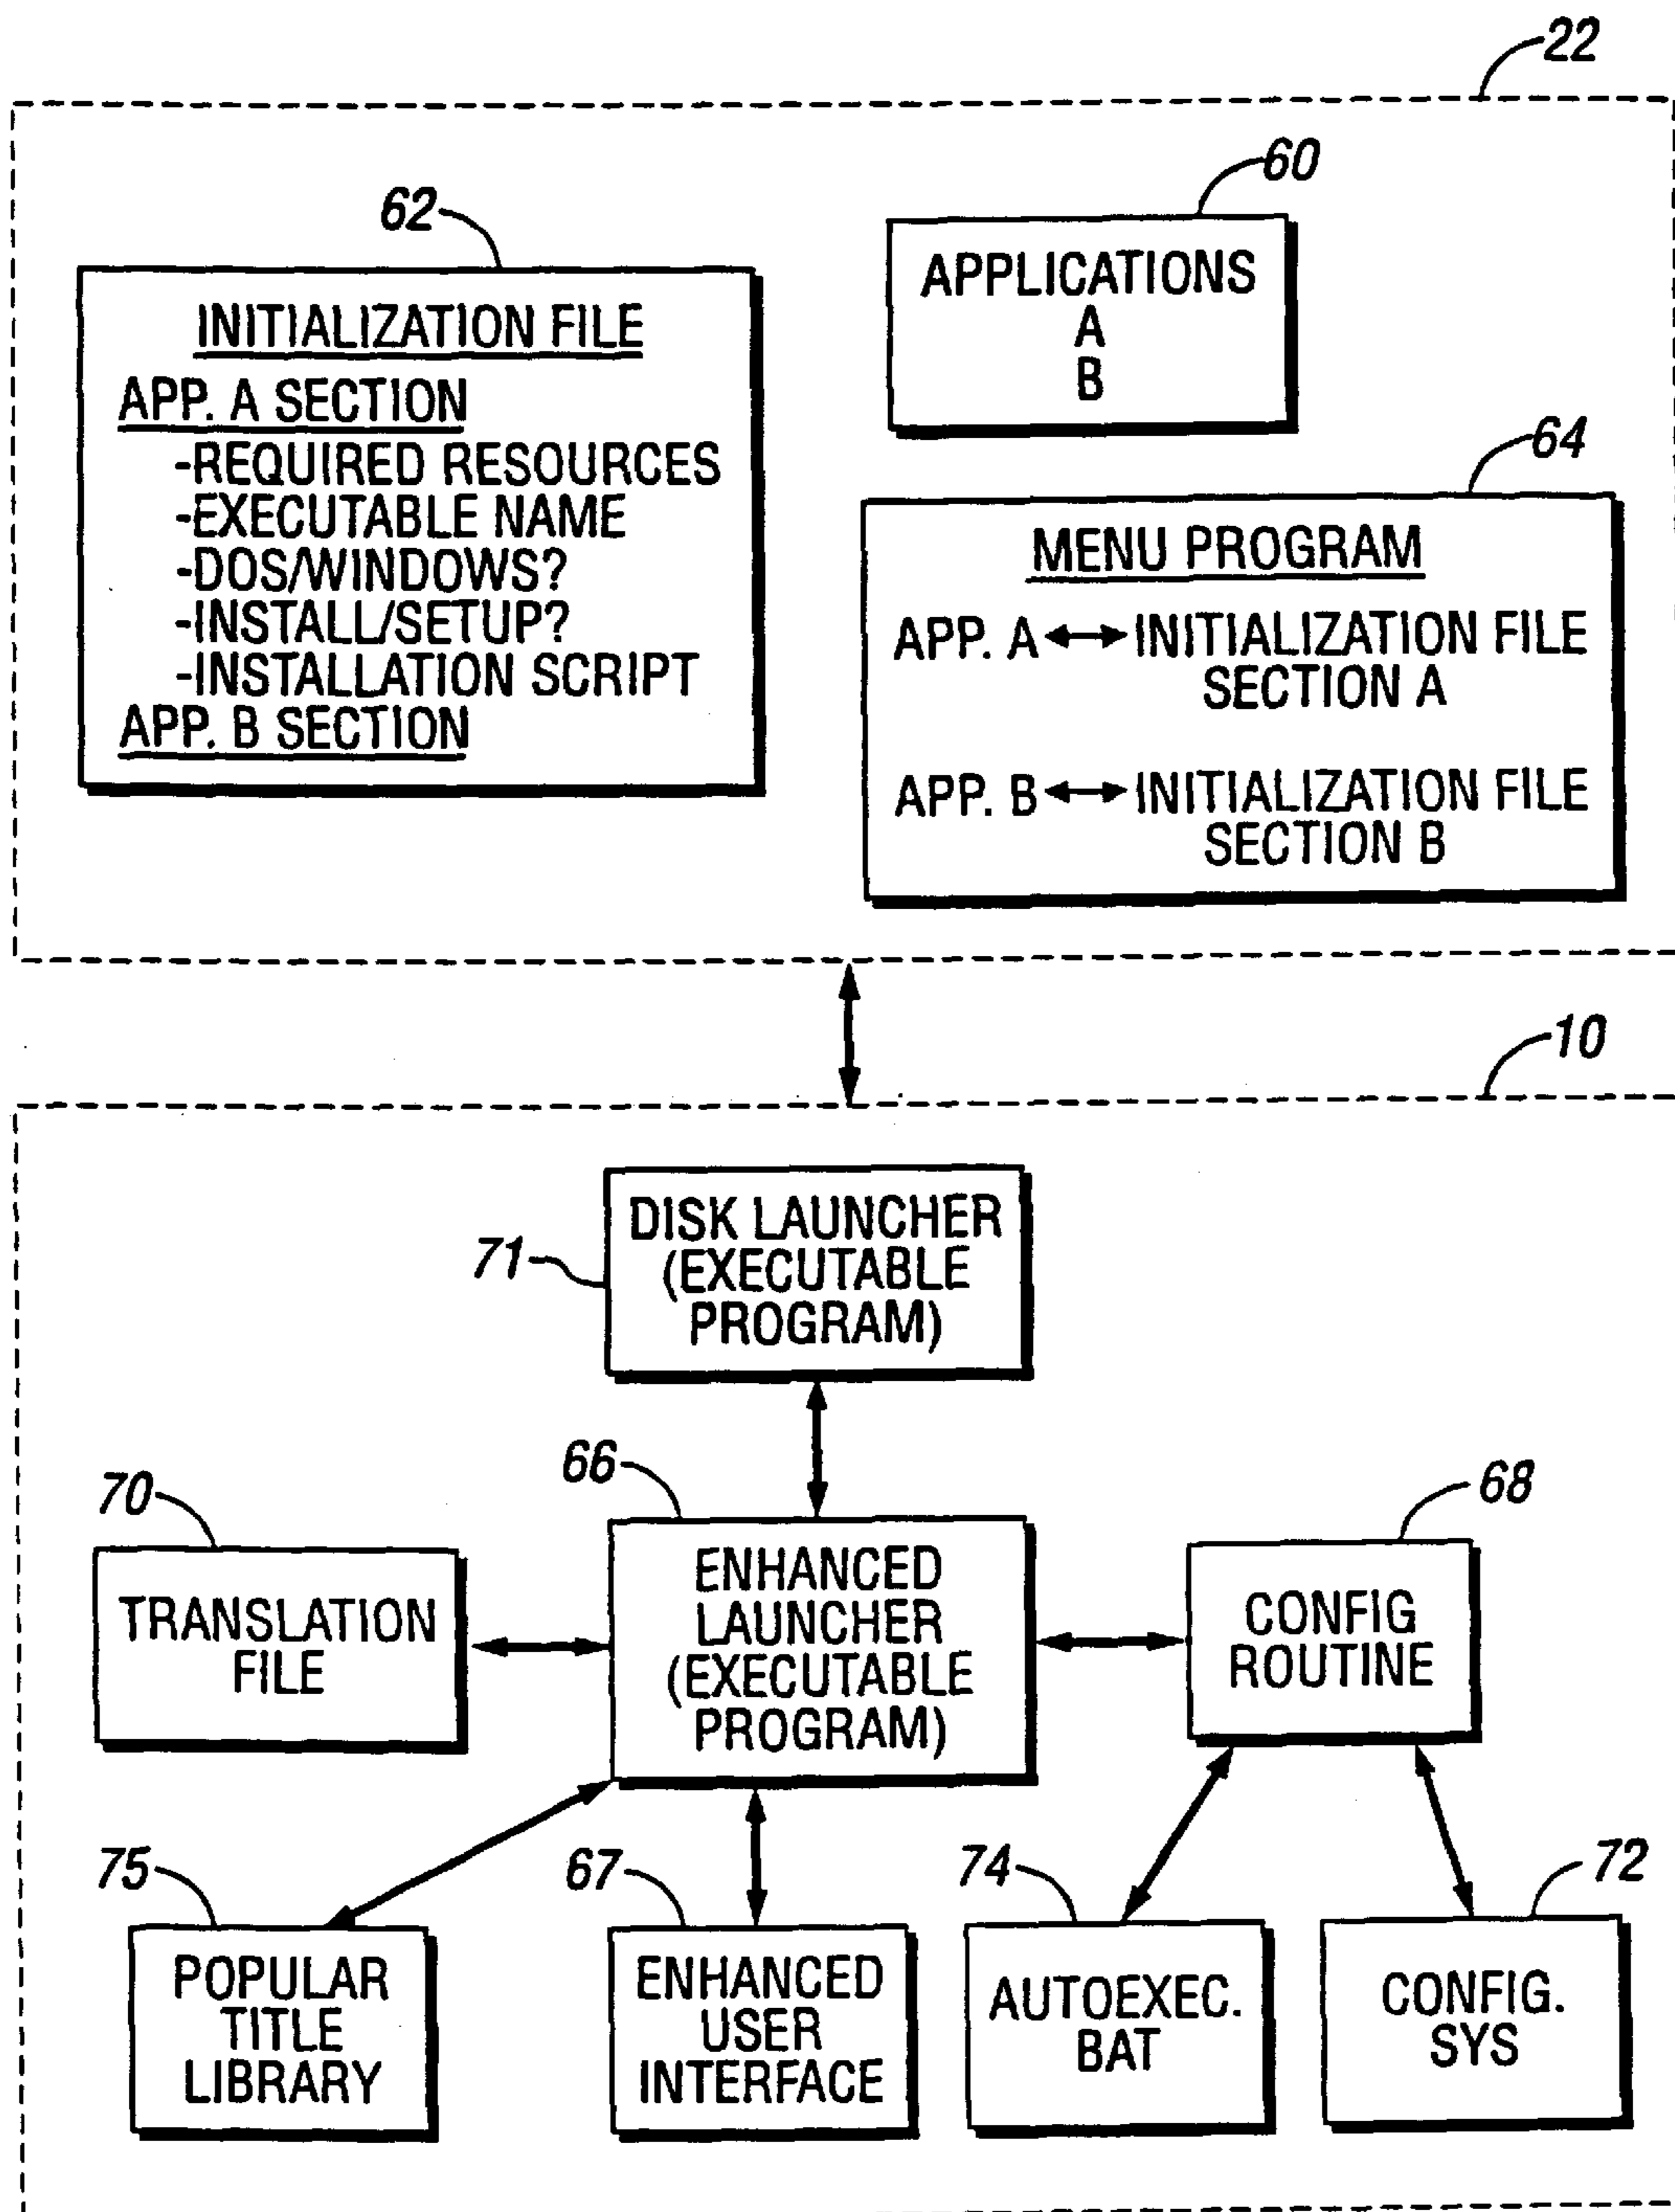 22
60
62
APPLICATIONS
A
B
INITIALIZATION FILE
APP. A SECTION
-REQUIRED RESOURCES
-EXECUTABLE NAME
-DOS/WINDOWS?
-INSTALL/SETUP?
-INSTALLATION SCRIPT
APP. B SECTION
64
MENU PROGRAM
APP. A INITIALIZATION FILE
SECTION A
APP. B INITIALIZATION FILE
SECTION B
10
71
DISK LAUNCHER
(EXECUTABLE
PROGRAM)
70
TRANSLATION
FILE
66
ENHANCED
LAUNCHER
(EXECUTABLE
PROGRAM)
68
CONFIG
ROUTINE
75
POPULAR
TITLE
LIBRARY
67
ENHANCED
USER
INTERFACE
74
AUTOEXEC.
BAT
72
CONFIG.
SYS